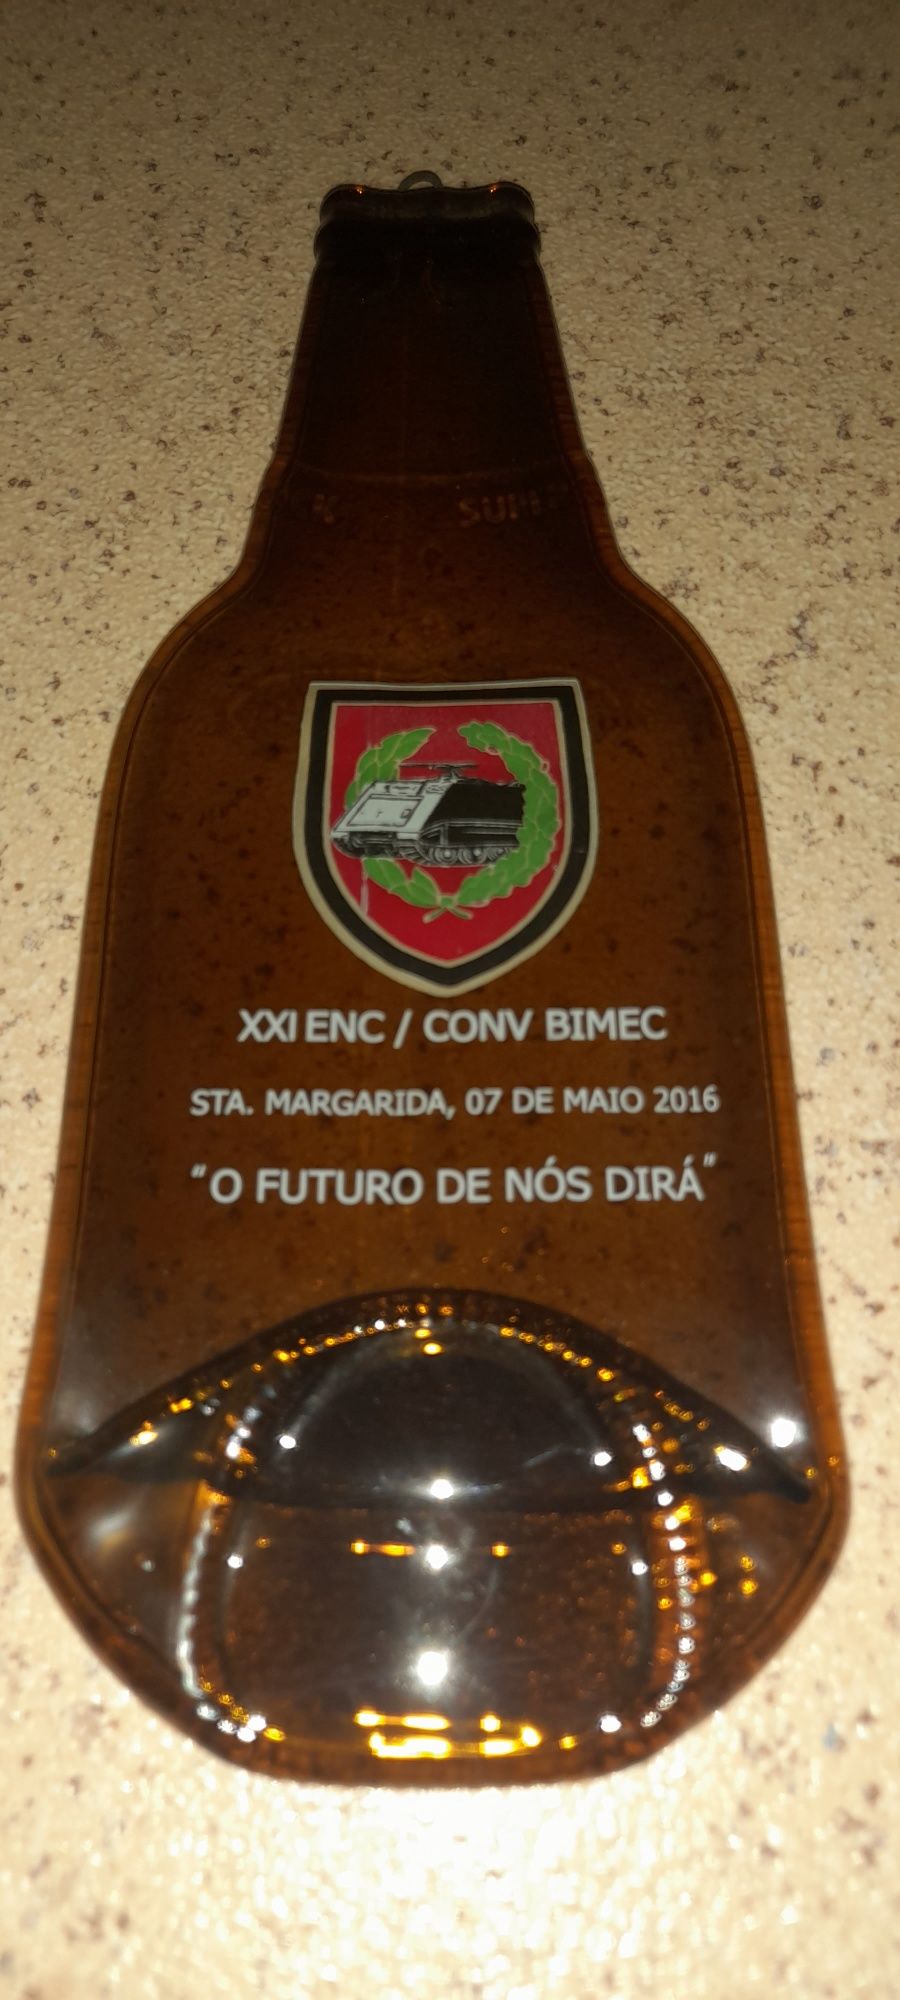 XXI ENC / CONV BIMEC
STA. MARGARIDA, 07 DE MAIO 2016
"O FUTURO DE NÓS DIRÁ"